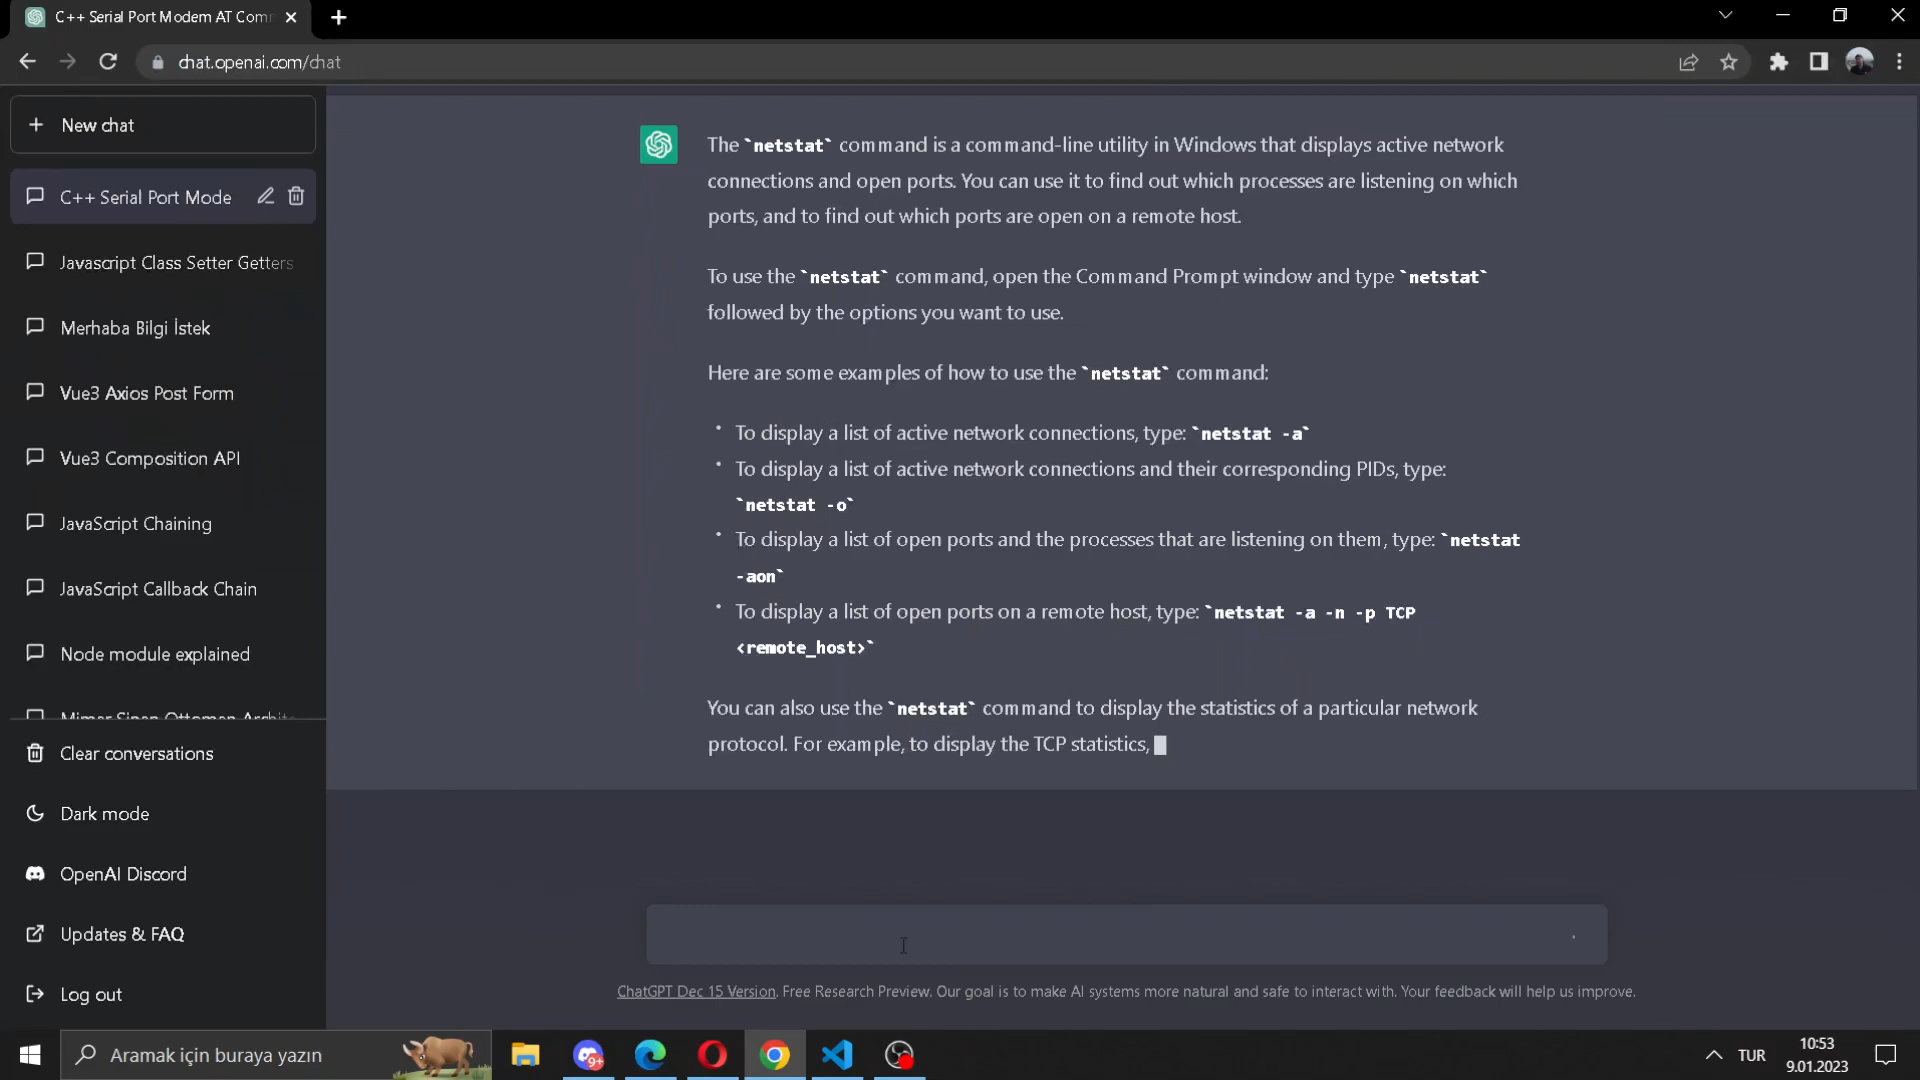 C++ Serial Port Modem AT Com
chat.openai.com/chat
New chat
C++ Serial Port Mode
Javascript Class Setter Getters
Merhaba Bilgi İstek
Vue3 Axios Post Form
Vue3 Composition API
JavaScript Chaining
JavaScript Callback Chain
Node module explained
Mimar Sinan Ottoman Archite
Clear conversations
Dark mode
OpenAI Discord
Updates & FAQ
Log out
The `netstat` command is a command-line utility in Windows that displays active network
connections and open ports. You can use it to find out which processes are listening on which
ports, and to find out which ports are open on a remote host.
To use the `netstat` command, open the Command Prompt window and type `netstat`
followed by the options you want to use.
Here are some examples of how to use the `netstat` command:
• To display a list of active network connections, type: `netstat -a`
• To display a list of active network connections and their corresponding PIDs, type:
`netstat -o`
• To display a list of open ports and the processes that are listening on them, type: `netstat
-aon`
• To display a list of open ports on a remote host, type: `netstat -a -n -p TCP
<remote_host>`
You can also use the `netstat` command to display the statistics of a particular network
protocol. For example, to display the TCP statistics,
ChatGPT Dec 15 Version. Free Research Preview. Our goal is to make AI systems more natural and safe to interact with. Your feedback will help us improve.
Aramak için buraya yazın
9+
TUR
10:53
9.01.2023